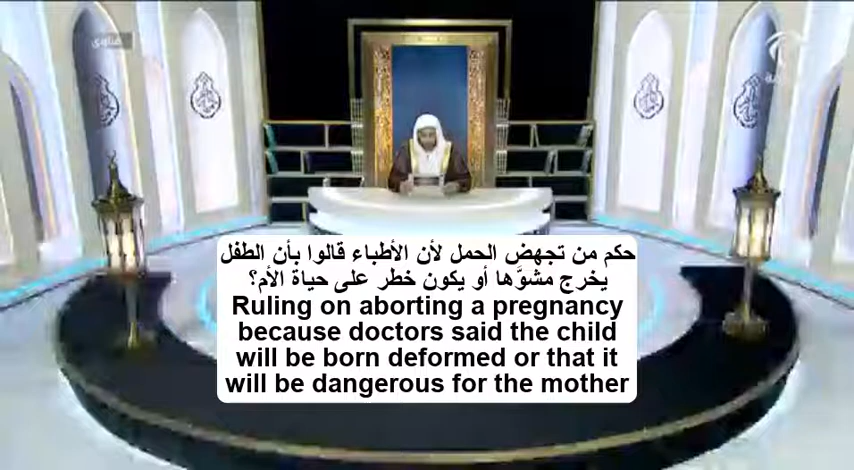 فتاوى
حكم من تجهض الحمل لأن الأطباء قالوا بأن الطفل
يخرج مشوَّها أو يكون خطر على حياة الأم؟
Ruling on aborting a pregnancy
because doctors said the child
will be born deformed or that it
will be dangerous for the mother